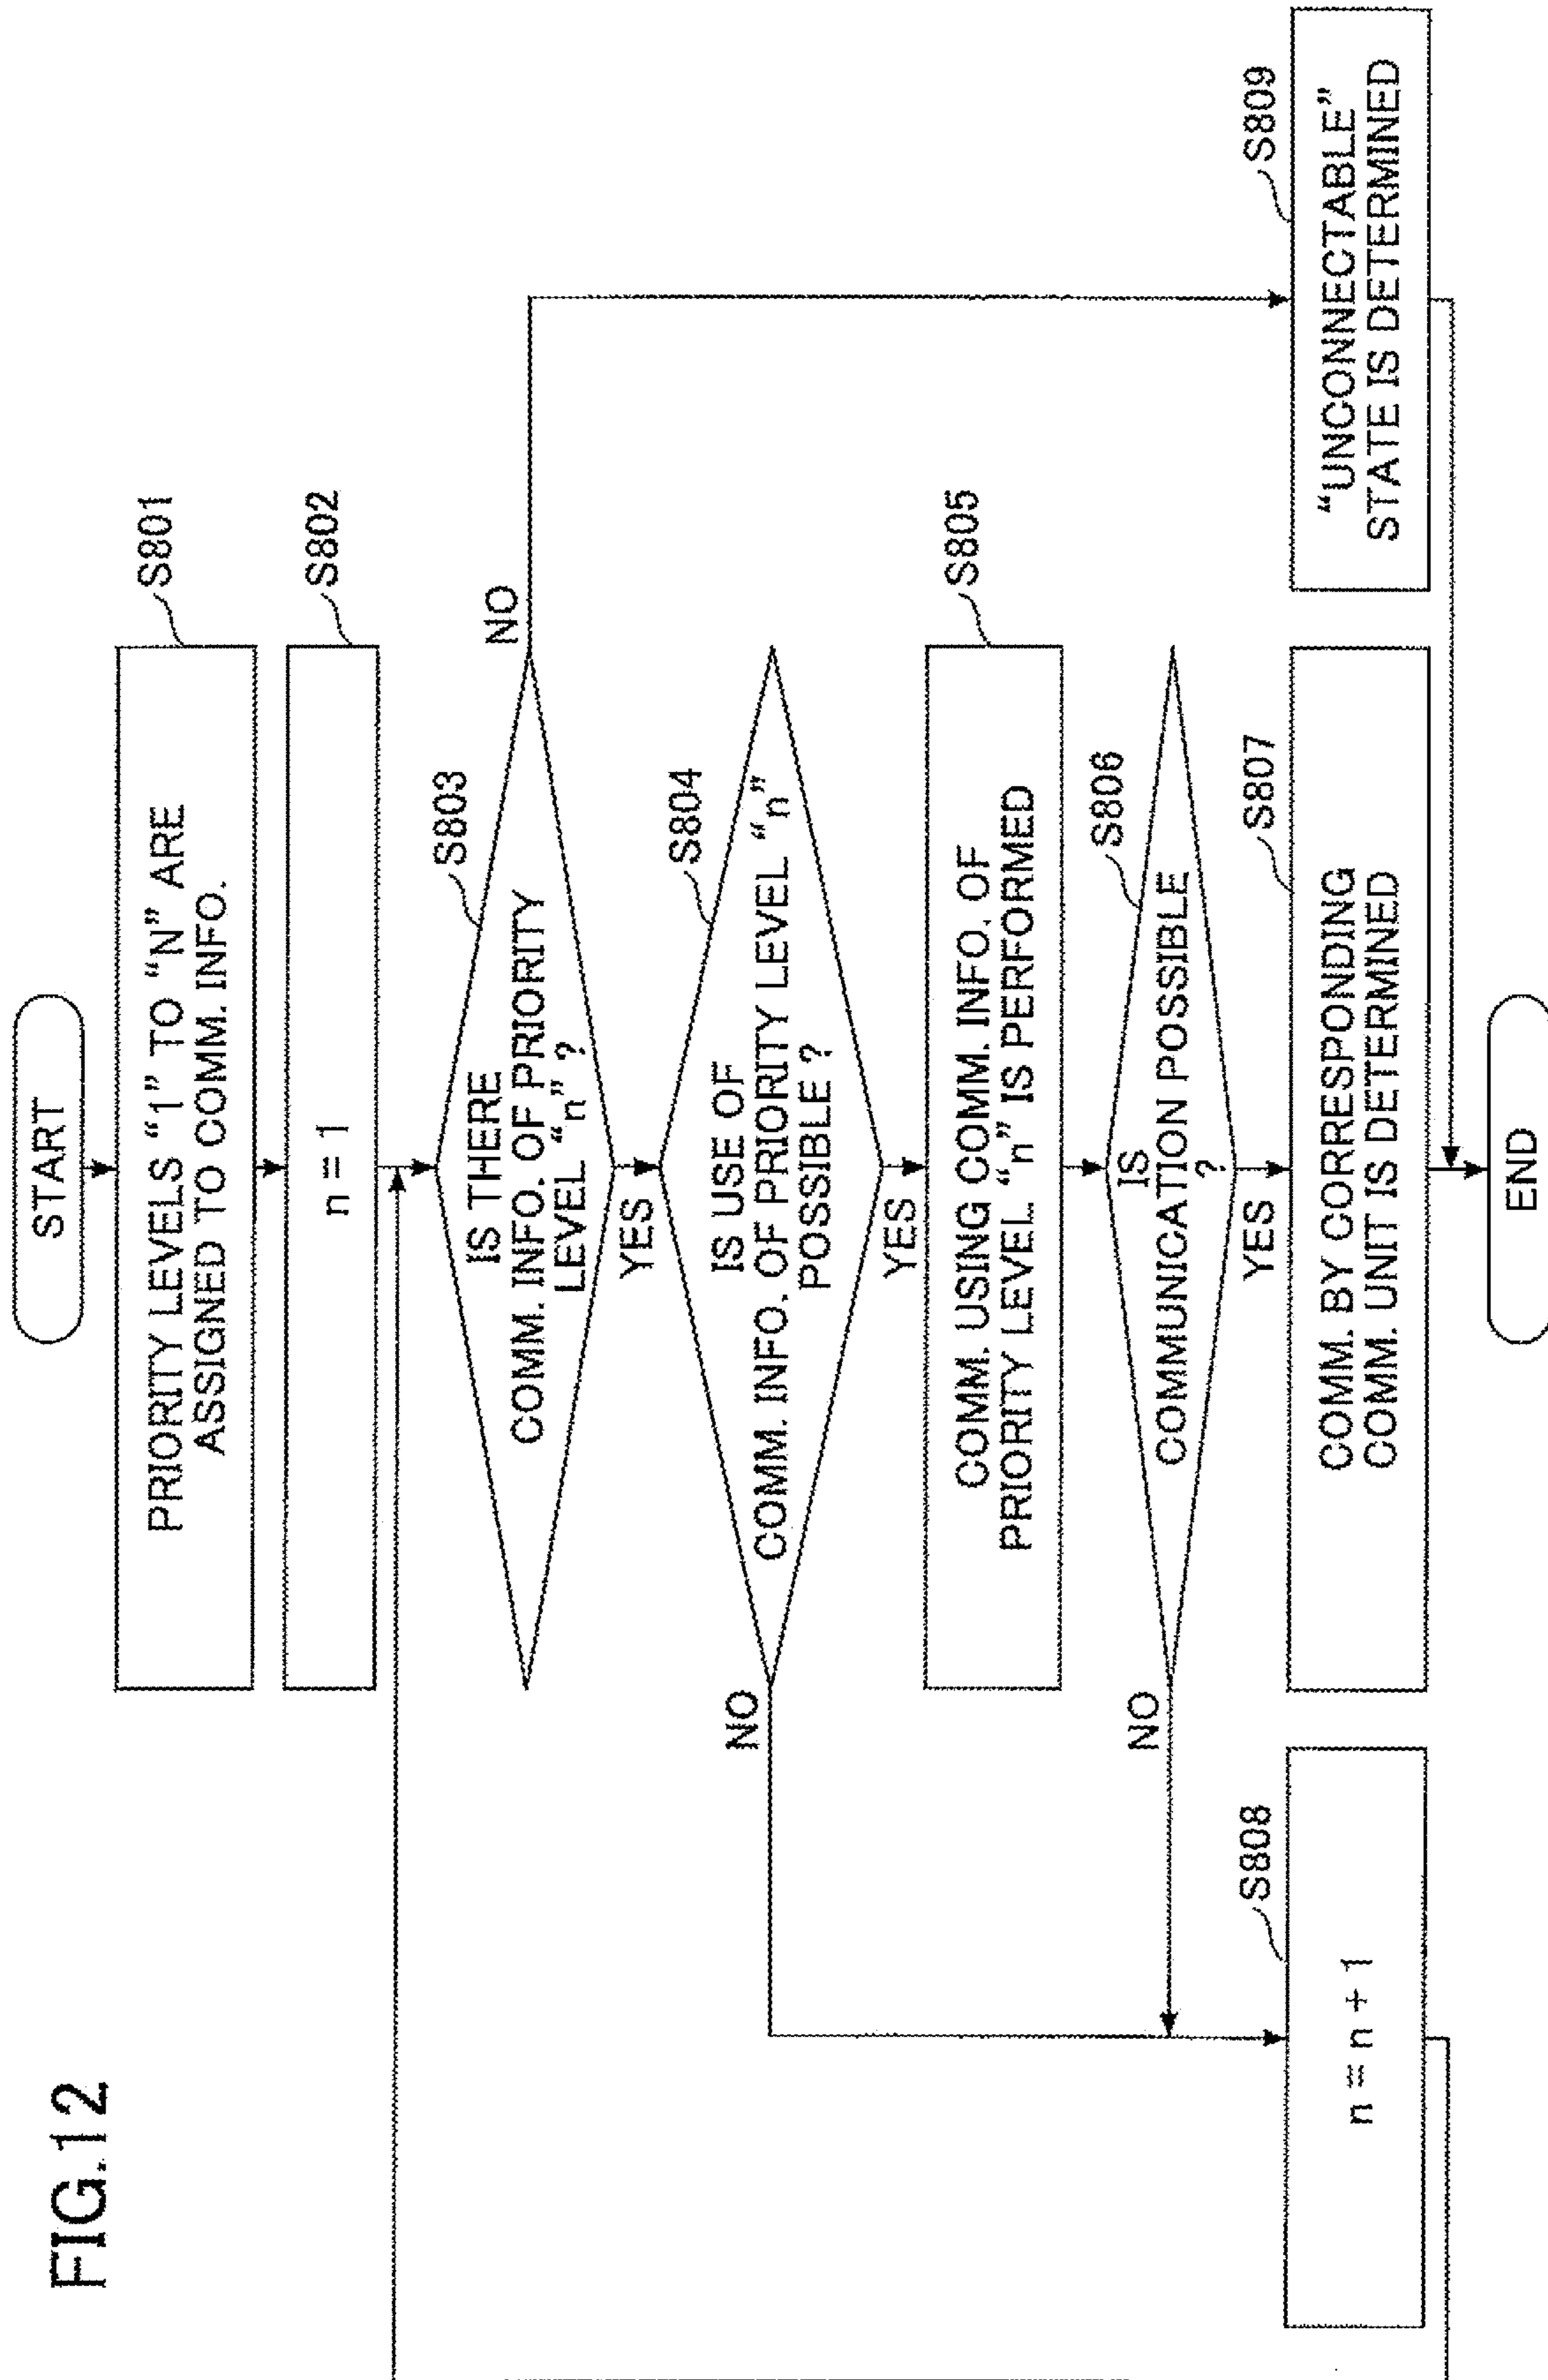 FIG.12
START
S801
PRIORITY LEVELS “1” TO “N” ARE
ASSIGNED TO COMM. INFO.
S802
n = 1
S803
IS THERE
COMM. INFO. OF PRIORITY
LEVEL “n” ?
NO
YES
S804
IS USE OF
COMM. INFO. OF PRIORITY LEVEL “n”
POSSIBLE ?
NO
YES
S805
COMM. USING COMM. INFO. OF
PRIORITY LEVEL “n” IS PERFORMED
S806
IS
COMMUNICATION POSSIBLE
?
NO
YES
S807
COMM. BY CORRESPONDING
COMM. UNIT IS DETERMINED
S808
n = n + 1
S809
“UNCONNECTABLE”
STATE IS DETERMINED
END